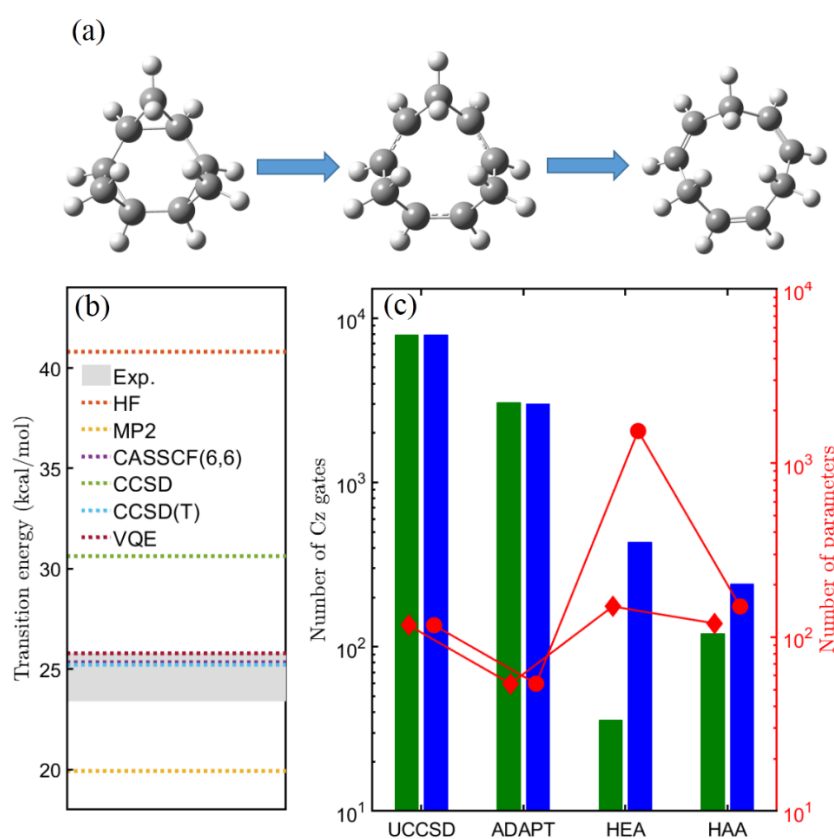 (a)
(b)
Transition energy (kcal/mol)
40
35
30
25
20
Exp.
HF
MP2
CASSCF(6,6)
CCSD
CCSD(T)
VQE
(c)
Number of Cz gates
10^4
10^3
10^2
10^1
UCCSD
ADAPT
HEA
HAA
10^4
10^3
10^2
10^1
Number of parameters